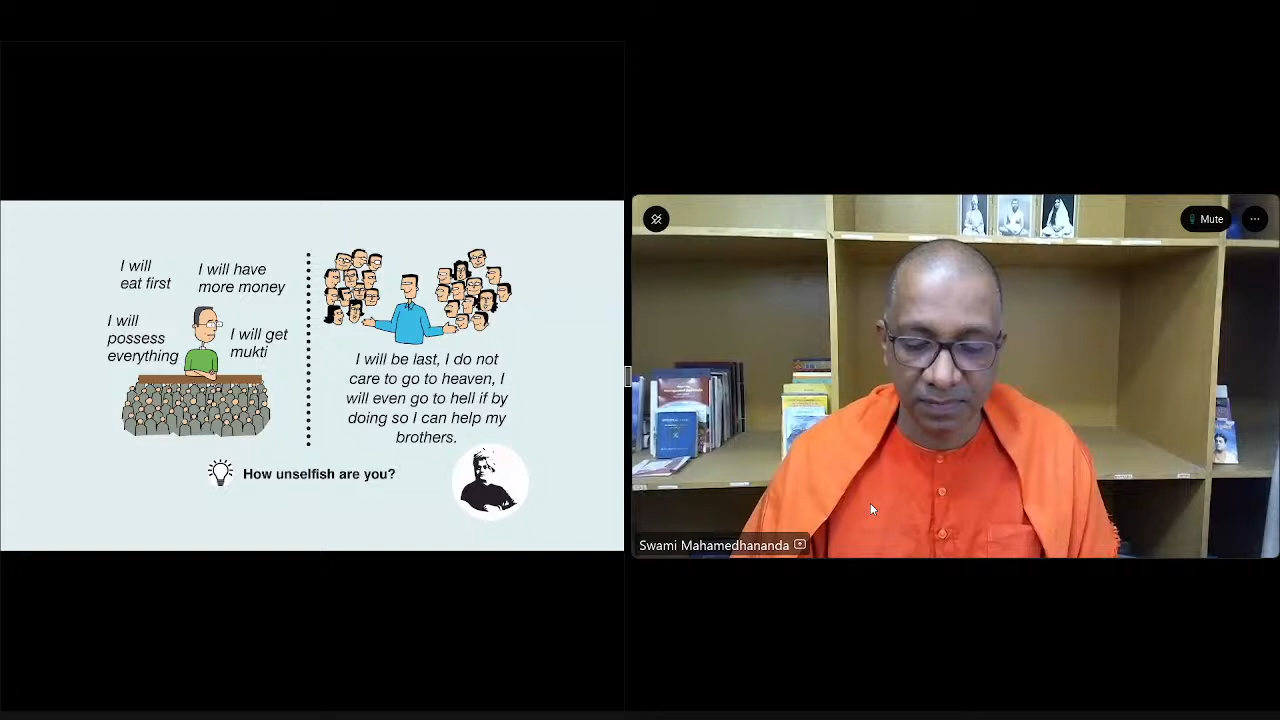 I will
eat first
I will have
more money
I will
possess
everything
I will get
mukti
I will be last, I do not
care to go to heaven, I
will even go to hell if by
doing so I can help my
brothers.
How unselfish are you?
Mute
Swami Mahamedhananda